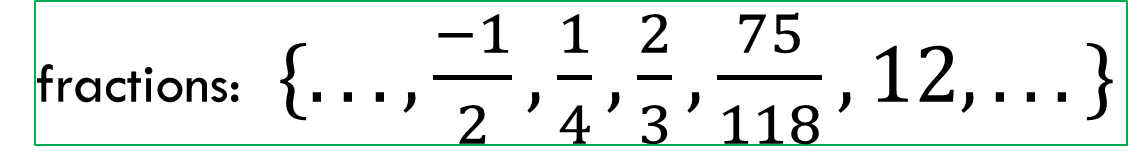 fractions: {. . . , −1/2 , 1/4 , 2/3 , 75/118 , 12, . . . }